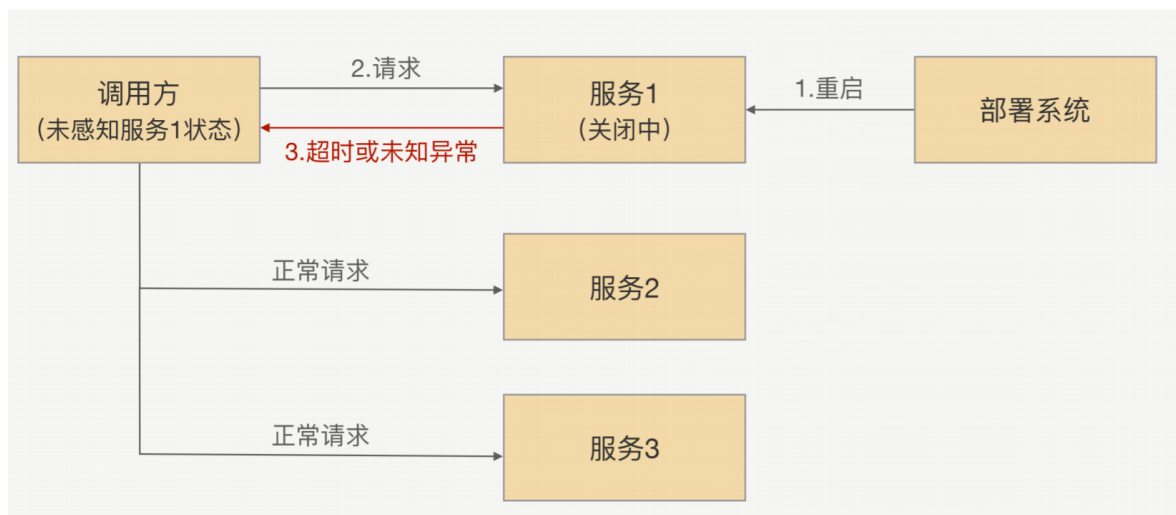 调用方
（未感知服务1状态）
2.请求
3.超时或未知异常
服务1
（关闭中）
1.重启
部署系统
正常请求
服务2
正常请求
服务3